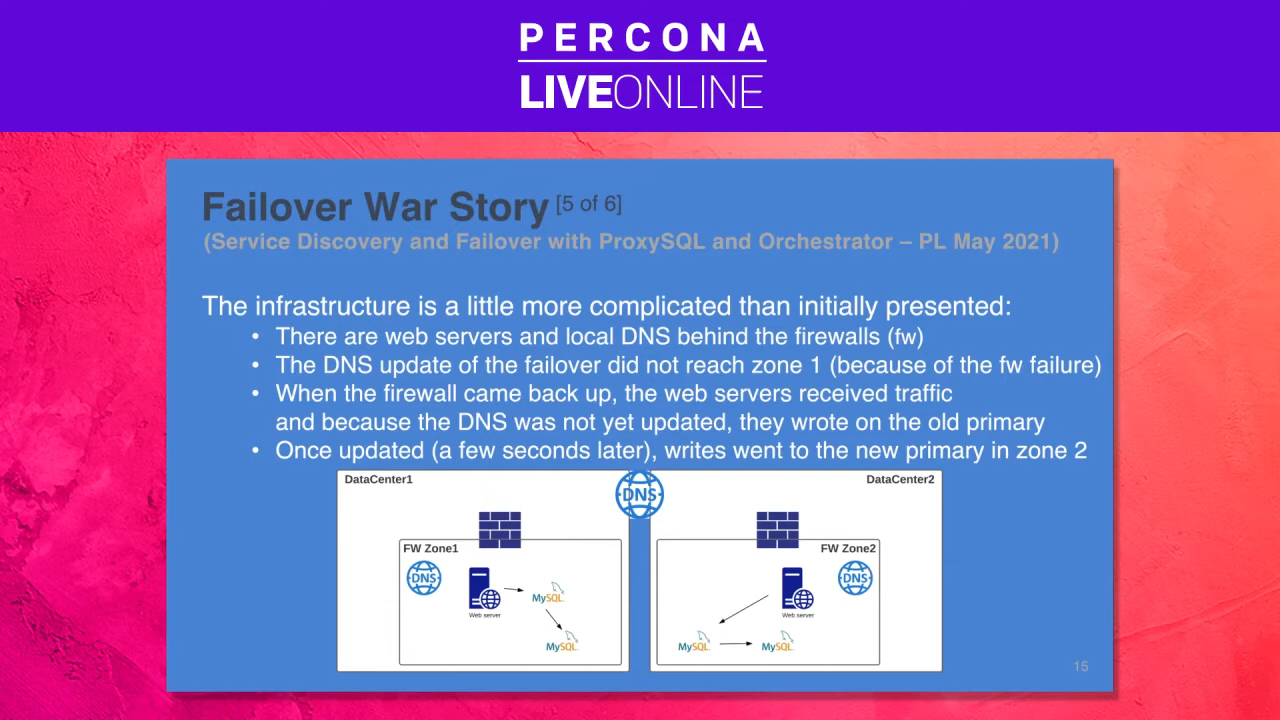 PERCONA
LIVEONLINE
Failover War Story [5 of 6]
(Service Discovery and Failover with ProxySQL and Orchestrator – PL May 2021)
The infrastructure is a little more complicated than initially presented:
• There are web servers and local DNS behind the firewalls (fw)
• The DNS update of the failover did not reach zone 1 (because of the fw failure)
• When the firewall came back up, the web servers received traffic
and because the DNS was not yet updated, they wrote on the old primary
• Once updated (a few seconds later), writes went to the new primary in zone 2
DataCenter1
DNS
DataCenter2
FW Zone1
FW Zone2
DNS
Web server
MySQL
MySQL
Web server
DNS
MySQL
MySQL
15